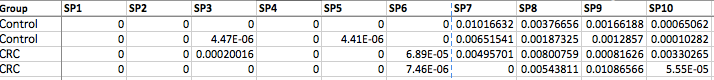 Group SP1 SP2 SP3 SP4 SP5 SP6 SP7 SP8 SP9 SP10
Control 0 0 0 0 0 0 0.01016632 0.00376656 0.00166188 0.00065062
Control 0 0 4.47E-06 0 4.41E-06 0 0.00651541 0.00187325 0.0012857 0.00010282
CRC 0 0 0.00020016 0 0 6.89E-05 0.00495701 0.00800759 0.00081626 0.00330265
CRC 0 0 0 0 0 7.46E-06 0 0.00543811 0.01086566 5.55E-05